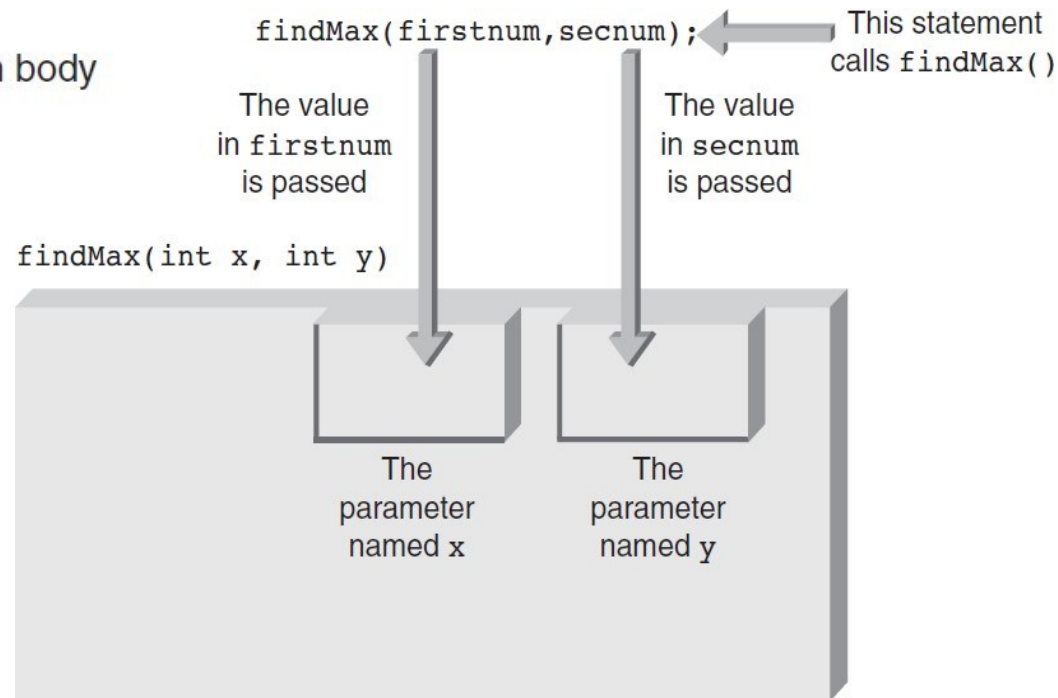 findMax(firstnum,secnum);
This statement
calls findMax()
body
The value
in firstnum
is passed
The value
in secnum
is passed
findMax(int x, int y)
The
parameter
named x
The
parameter
named y